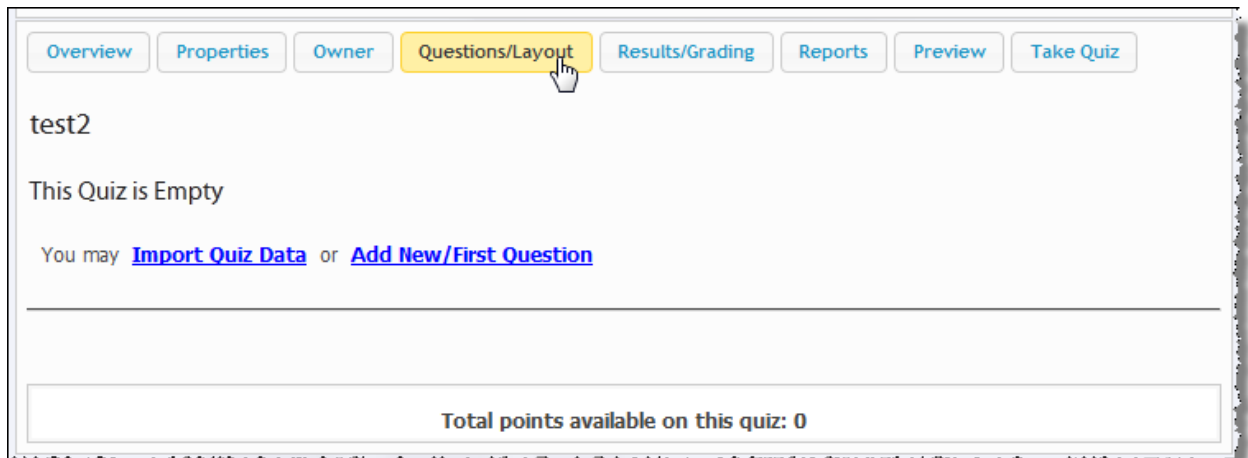 Overview Properties Owner Questions/Layout Results/Grading Reports Preview Take Quiz
test2
This Quiz is Empty
You may Import Quiz Data or Add New/First Question
Total points available on this quiz: 0